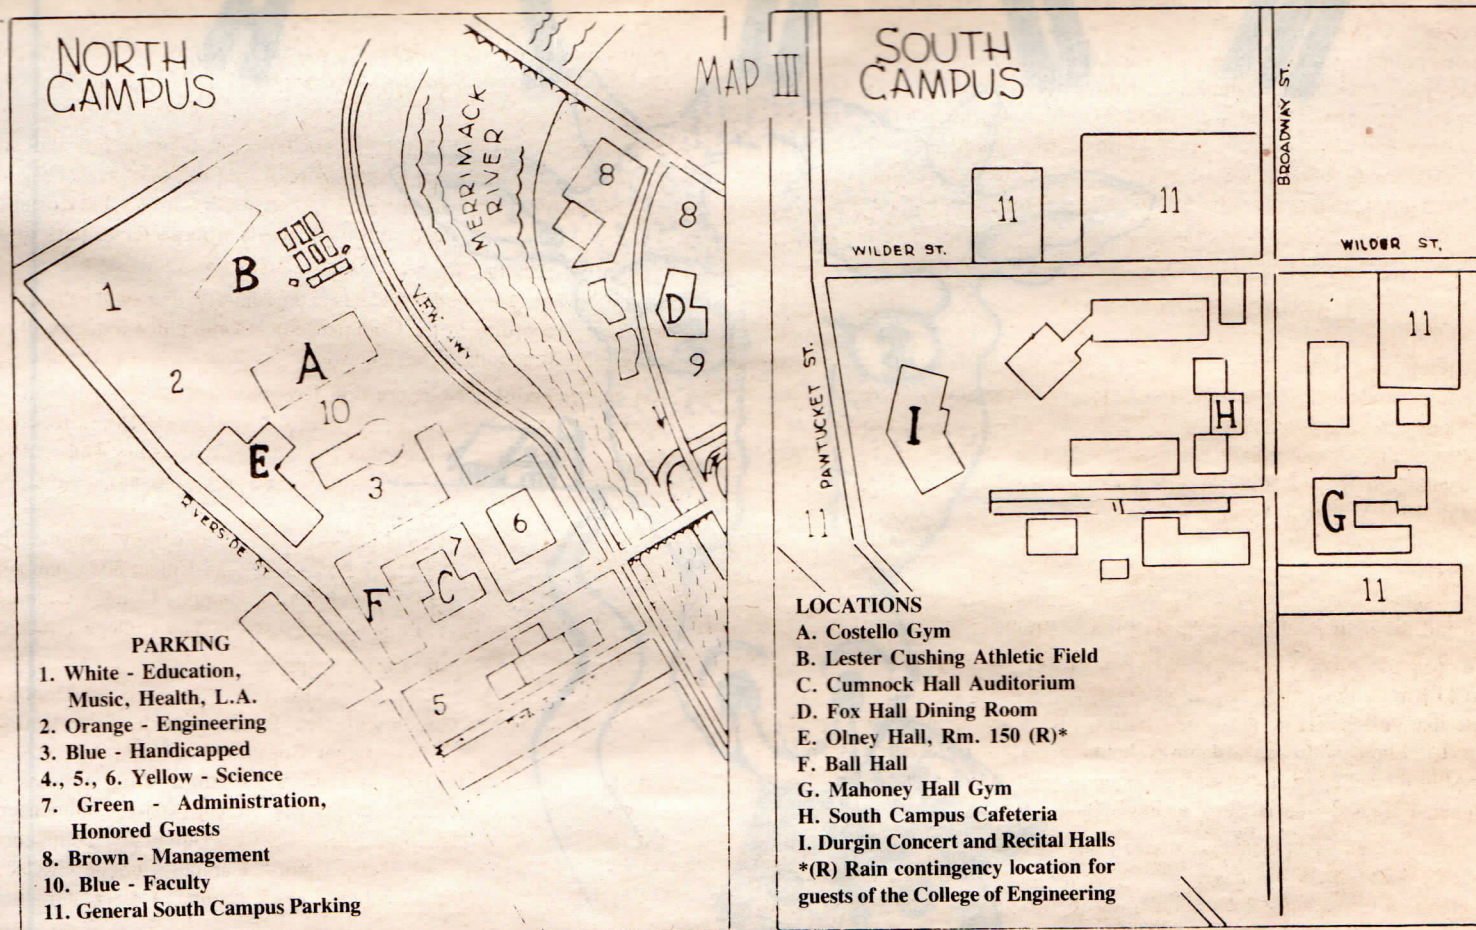 NORTH
CAMPUS
MAP III
SOUTH
CAMPUS
MERRIMACK
RIVER
BROADWAY ST.
8
11
11
8
WILDER ST.
WILDER ST.
B
1
D
11
A
2
9
PAWTUCKET ST.
10
H
I
E
3
6
G
11
RIVERSIDE ST
7
C
F
11
5
PARKING
1. White - Education,
Music, Health, L.A.
2. Orange - Engineering
3. Blue - Handicapped
4., 5., 6. Yellow - Science
7. Green - Administration,
Honored Guests
8. Brown - Management
10. Blue - Faculty
11. General South Campus Parking
LOCATIONS
A. Costello Gym
B. Lester Cushing Athletic Field
C. Cumnock Hall Auditorium
D. Fox Hall Dining Room
E. Olney Hall, Rm. 150 (R)*
F. Ball Hall
G. Mahoney Hall Gym
H. South Campus Cafeteria
I. Durgin Concert and Recital Halls
*(R) Rain contingency location for
guests of the College of Engineering